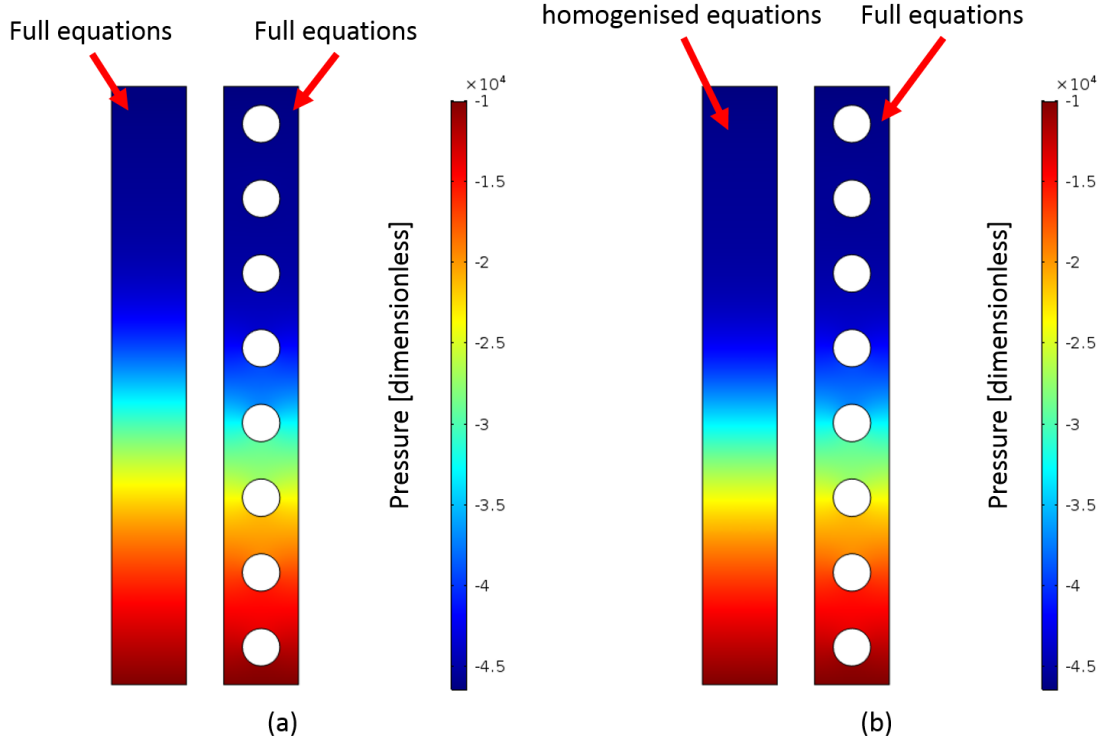 Full equations
Full equations
×10⁴
-1
-1.5
-2
-2.5
-3
-3.5
-4
-4.5
Pressure [dimensionless]
(a)
homogenised equations
Full equations
×10⁴
-1
-1.5
-2
-2.5
-3
-3.5
-4
-4.5
Pressure [dimensionless]
(b)